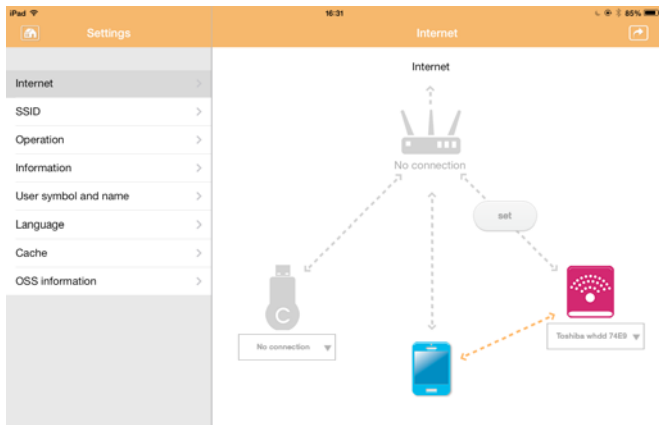 iPad
16:31
85%
Settings
Internet
Internet
SSID
Operation
Information
User symbol and name
Language
Cache
OSS information
Internet
No connection
set
C
No connection
Toshiba whdd 74E9